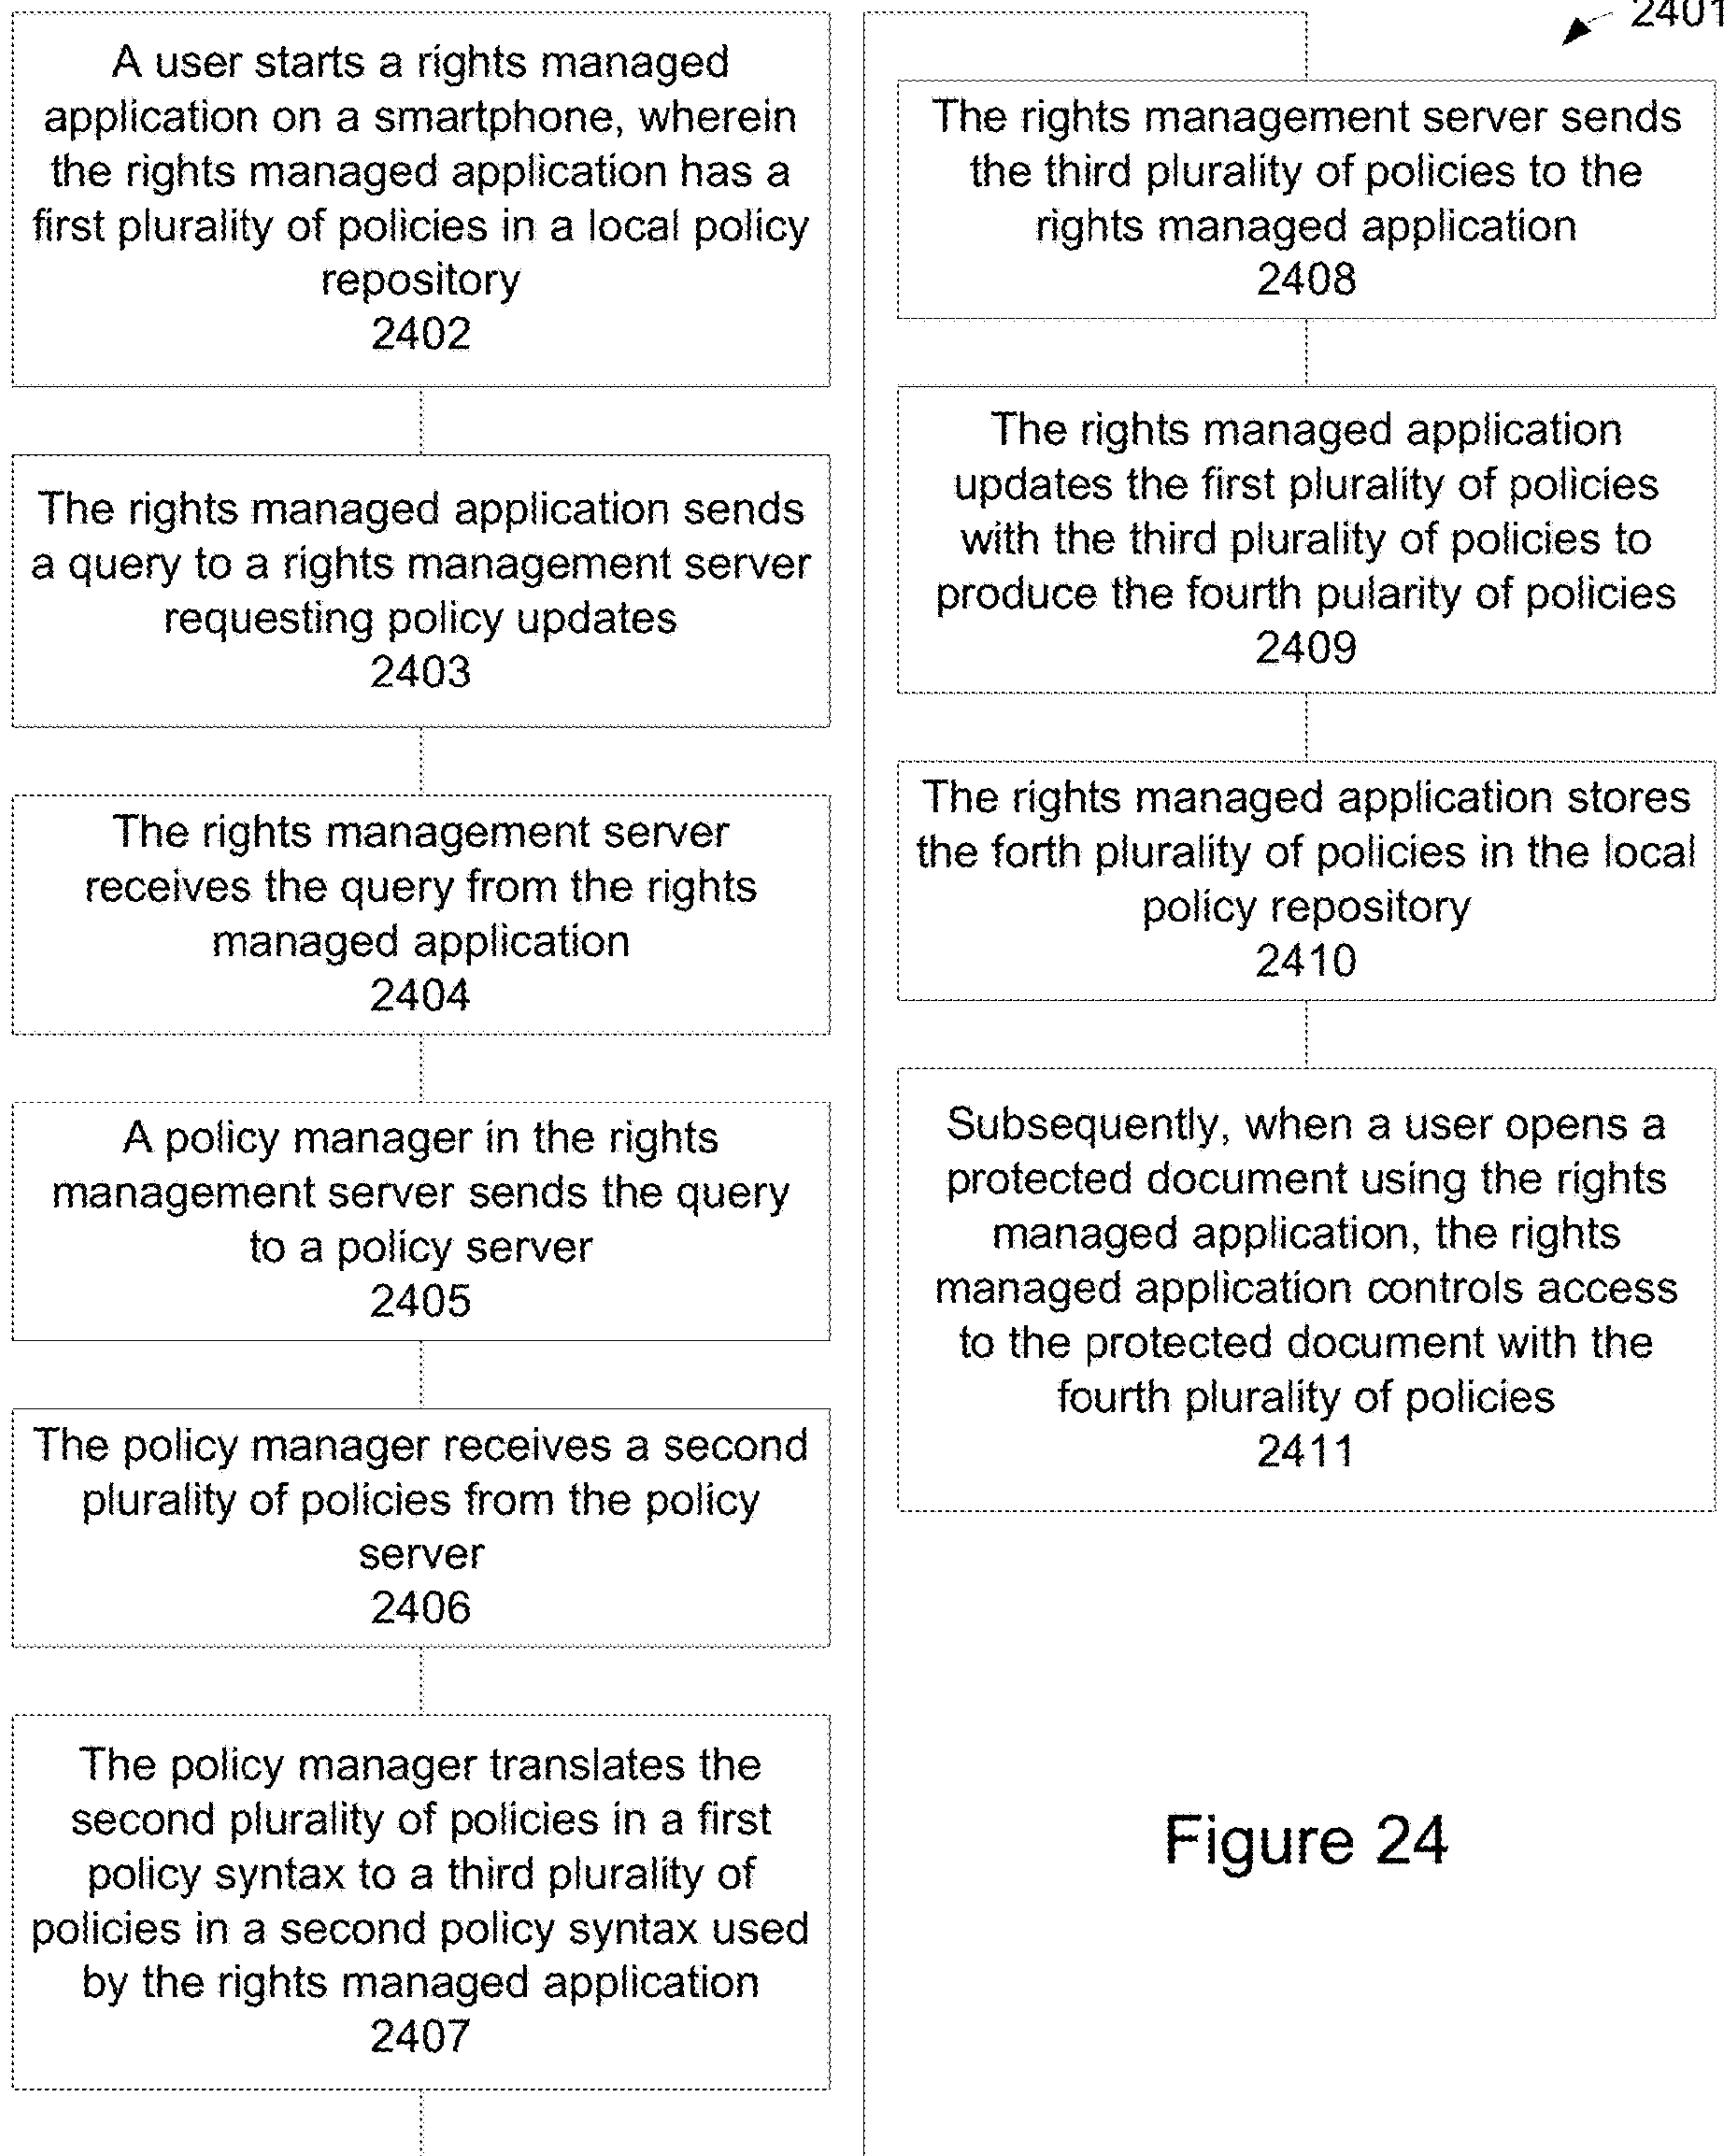 A user starts a rights managed
application on a smartphone, wherein
the rights managed application has a
first plurality of policies in a local policy
repository
2402
The rights managed application sends
a query to a rights management server
requesting policy updates
2403
The rights management server
receives the query from the rights
managed application
2404
A policy manager in the rights
management server sends the query
to a policy server
2405
The policy manager receives a second
plurality of policies from the policy
server
2406
The policy manager translates the
second plurality of policies in a first
policy syntax to a third plurality of
policies in a second policy syntax used
by the rights managed application
2407
2401
The rights management server sends
the third plurality of policies to the
rights managed application
2408
The rights managed application
updates the first plurality of policies
with the third plurality of policies to
produce the fourth pularity of policies
2409
The rights managed application stores
the forth plurality of policies in the local
policy repository
2410
Subsequently, when a user opens a
protected document using the rights
managed application, the rights
managed application controls access
to the protected document with the
fourth plurality of policies
2411
Figure 24